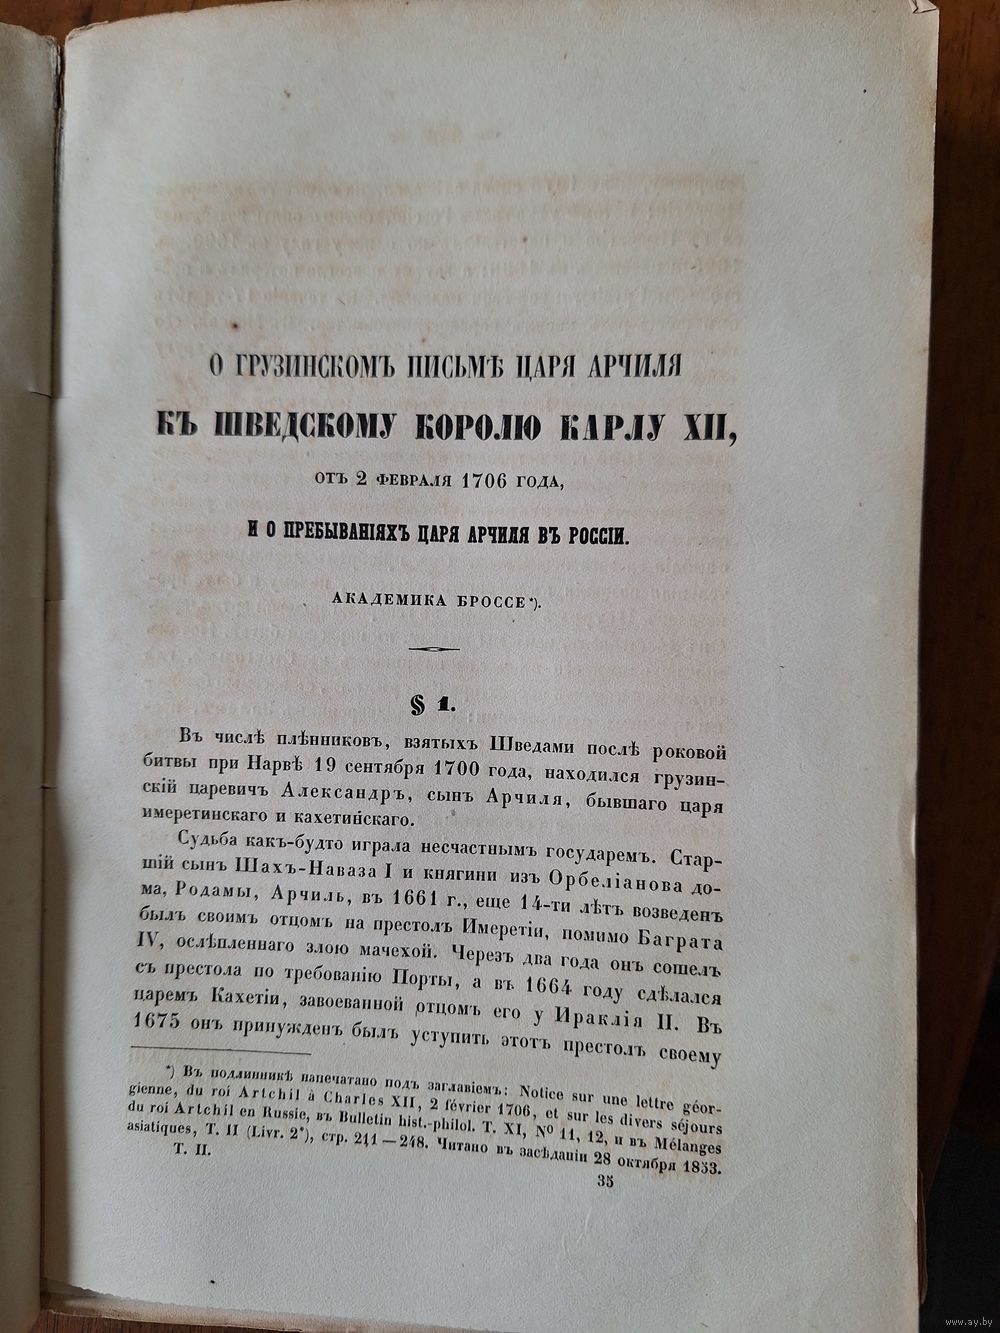 О ГРУЗИНСКОМЪ ПИСЬМѢ ЦАРЯ АРЧИЛЯ
КЪ ШВЕДСКОМУ КОРОЛЮ КАРЛУ XII,
ОТЪ 2 ФЕВРАЛЯ 1706 ГОДА,
И О ПРЕБЫВАНІЯХЪ ЦАРЯ АРЧИЛЯ ВЪ РОССІИ.
АКАДЕМИКА БРОССЕ*).
§ 1.
Въ числѣ плѣнниковъ, взятыхъ Шведами послѣ роковой
битвы при Нарвѣ 19 сентября 1700 года, находился грузин-
скій царевичъ Александръ, сынъ Арчиля, бывшаго царя
имеретинскаго и кахетинскаго.
Судьба какъ-будто играла несчастнымъ государемъ. Стар-
шій сынъ Шахъ-Наваза I и княгини изъ Орбеліанова до-
ма, Родамы, Арчиль, въ 1661 г., еще 14-ти лѣтъ возведенъ
былъ своимъ отцомъ на престолъ Имеретіи, помимо Баграта
IV, ослѣпленнаго злою мачехой. Черезъ два года онъ сошелъ
съ престола по требованію Порты, а въ 1664 году сдѣлался
царемъ Кахетіи, завоеванной отцомъ его у Ираклія II. Въ
1675 онъ принужденъ былъ уступить этотъ престолъ своему
*) Въ подлинникѣ напечатано подъ заглавіемъ: Notice sur une lettre géor-
gienne, du roi Artchil à Charles XII, 2 février 1706, et sur les divers séjours
du roi Artchil en Russie, въ Bulletin hist.-philol. T. XI, № 11, 12, и въ Mélanges
asiatiques, T. II (Livr. 2*), стр. 211—248. Читано въ засѣданіи 28 октября 1853.
Т. II.
35
www.ay.by